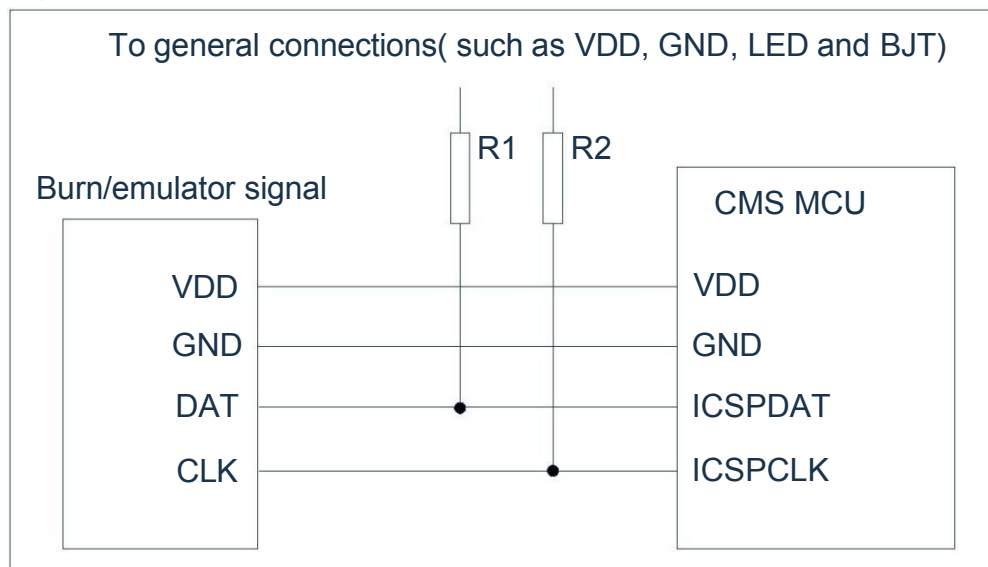 To general connections( such as VDD, GND, LED and BJT)
R1 R2
Burn/emulator signal
CMS MCU
VDD VDD
GND GND
DAT ICSPDAT
CLK ICSPCLK